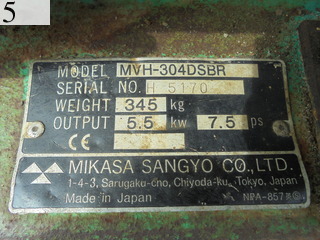 5
MODEL MVH-304DSBR
SERIAL NO. H 5170
WEIGHT 345 kg
OUTPUT 5.5 kw 7.5 ps
CE
MIKASA SANGYO CO., LTD.
1-4-3, Sarugaku-cho, Chiyoda-ku, Tokyo, Japan
Made in Japan NPA-857